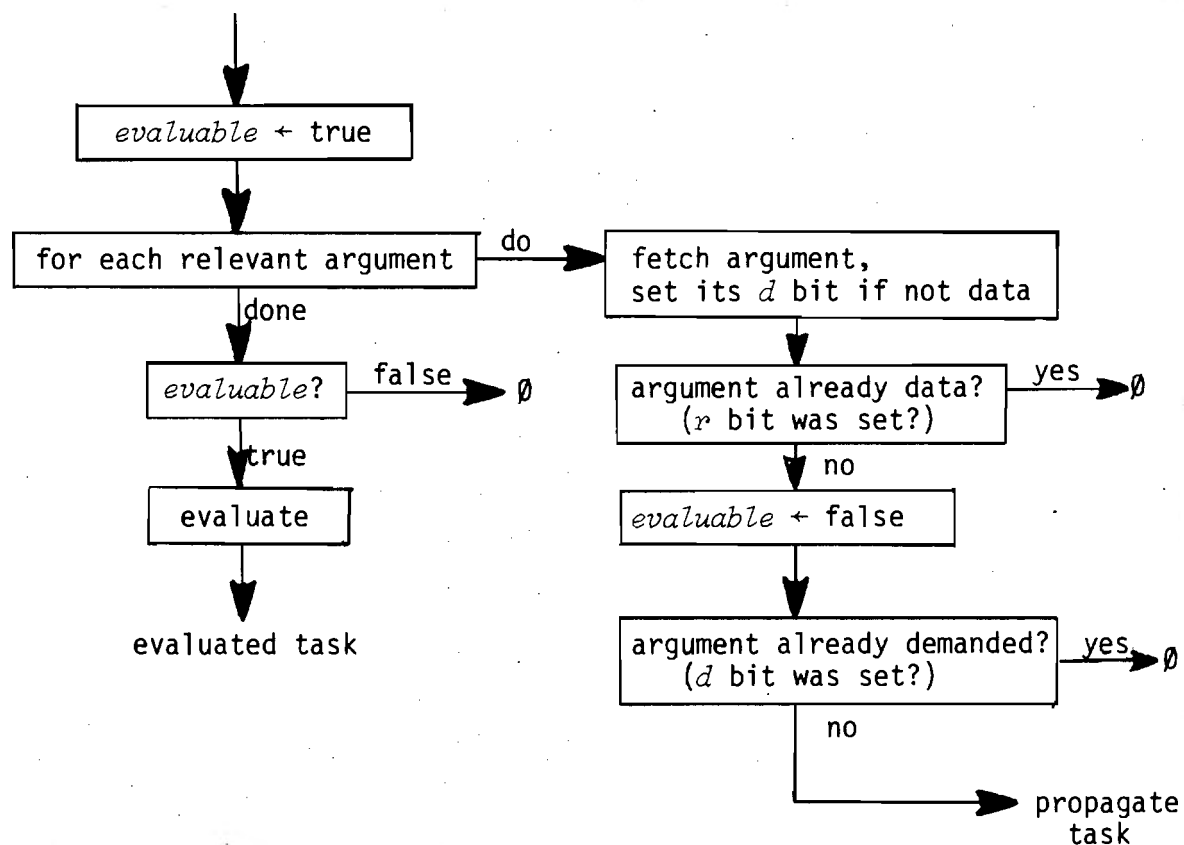 evaluable ← true
for each relevant argument
do
fetch argument,
set its d bit if not data
done
evaluable?
false
ø
argument already data?
(r bit was set?)
yes
ø
true
no
evaluate
evaluable ← false
evaluated task
argument already demanded?
(d bit was set?)
yes
ø
no
propagate
task